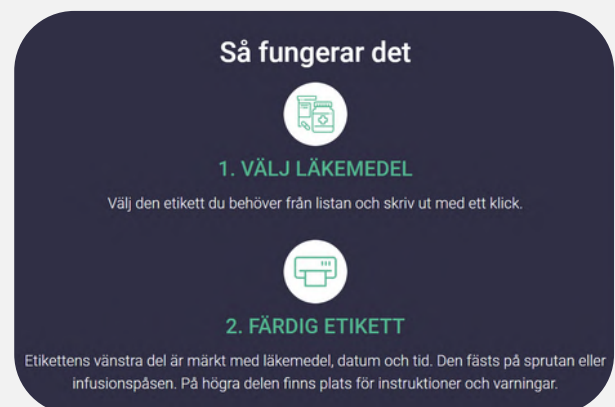 Så fungerar det
1. VÄLJ LÄKEMEDEL
Välj den etikett du behöver från listan och skriv ut med ett klick.
2. FÄRDIG ETIKETT
Etikettens vänstra del är märkt med läkemedel, datum och tid. Den fästs på sprutan eller
infusionspåsen. På högra delen finns plats för instruktioner och varningar.